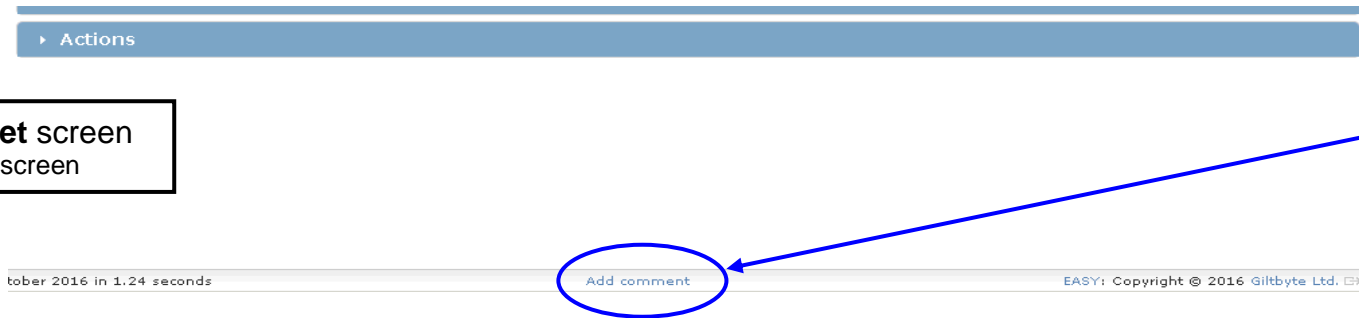 Actions
et screen
screen
tober 2016 in 1.24 seconds
Add comment
EASY: Copyright © 2016 Giltbyte Ltd.